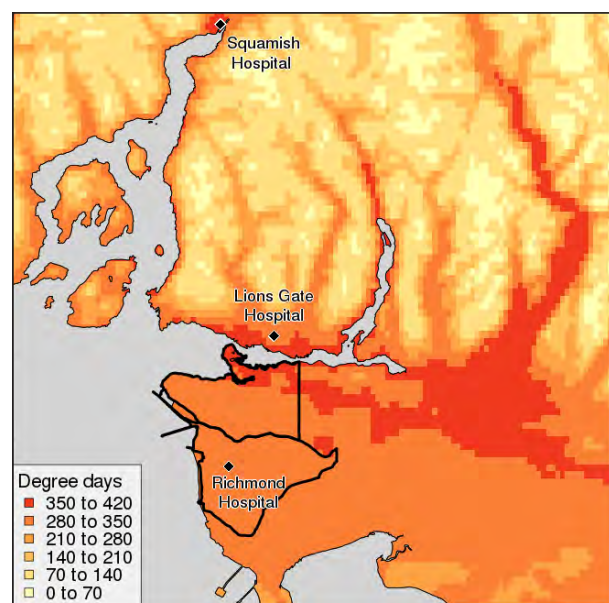 Squamish
Hospital
Lions Gate
Hospital
Richmond
Hospital
Degree days
350 to 420
280 to 350
210 to 280
140 to 210
70 to 140
0 to 70